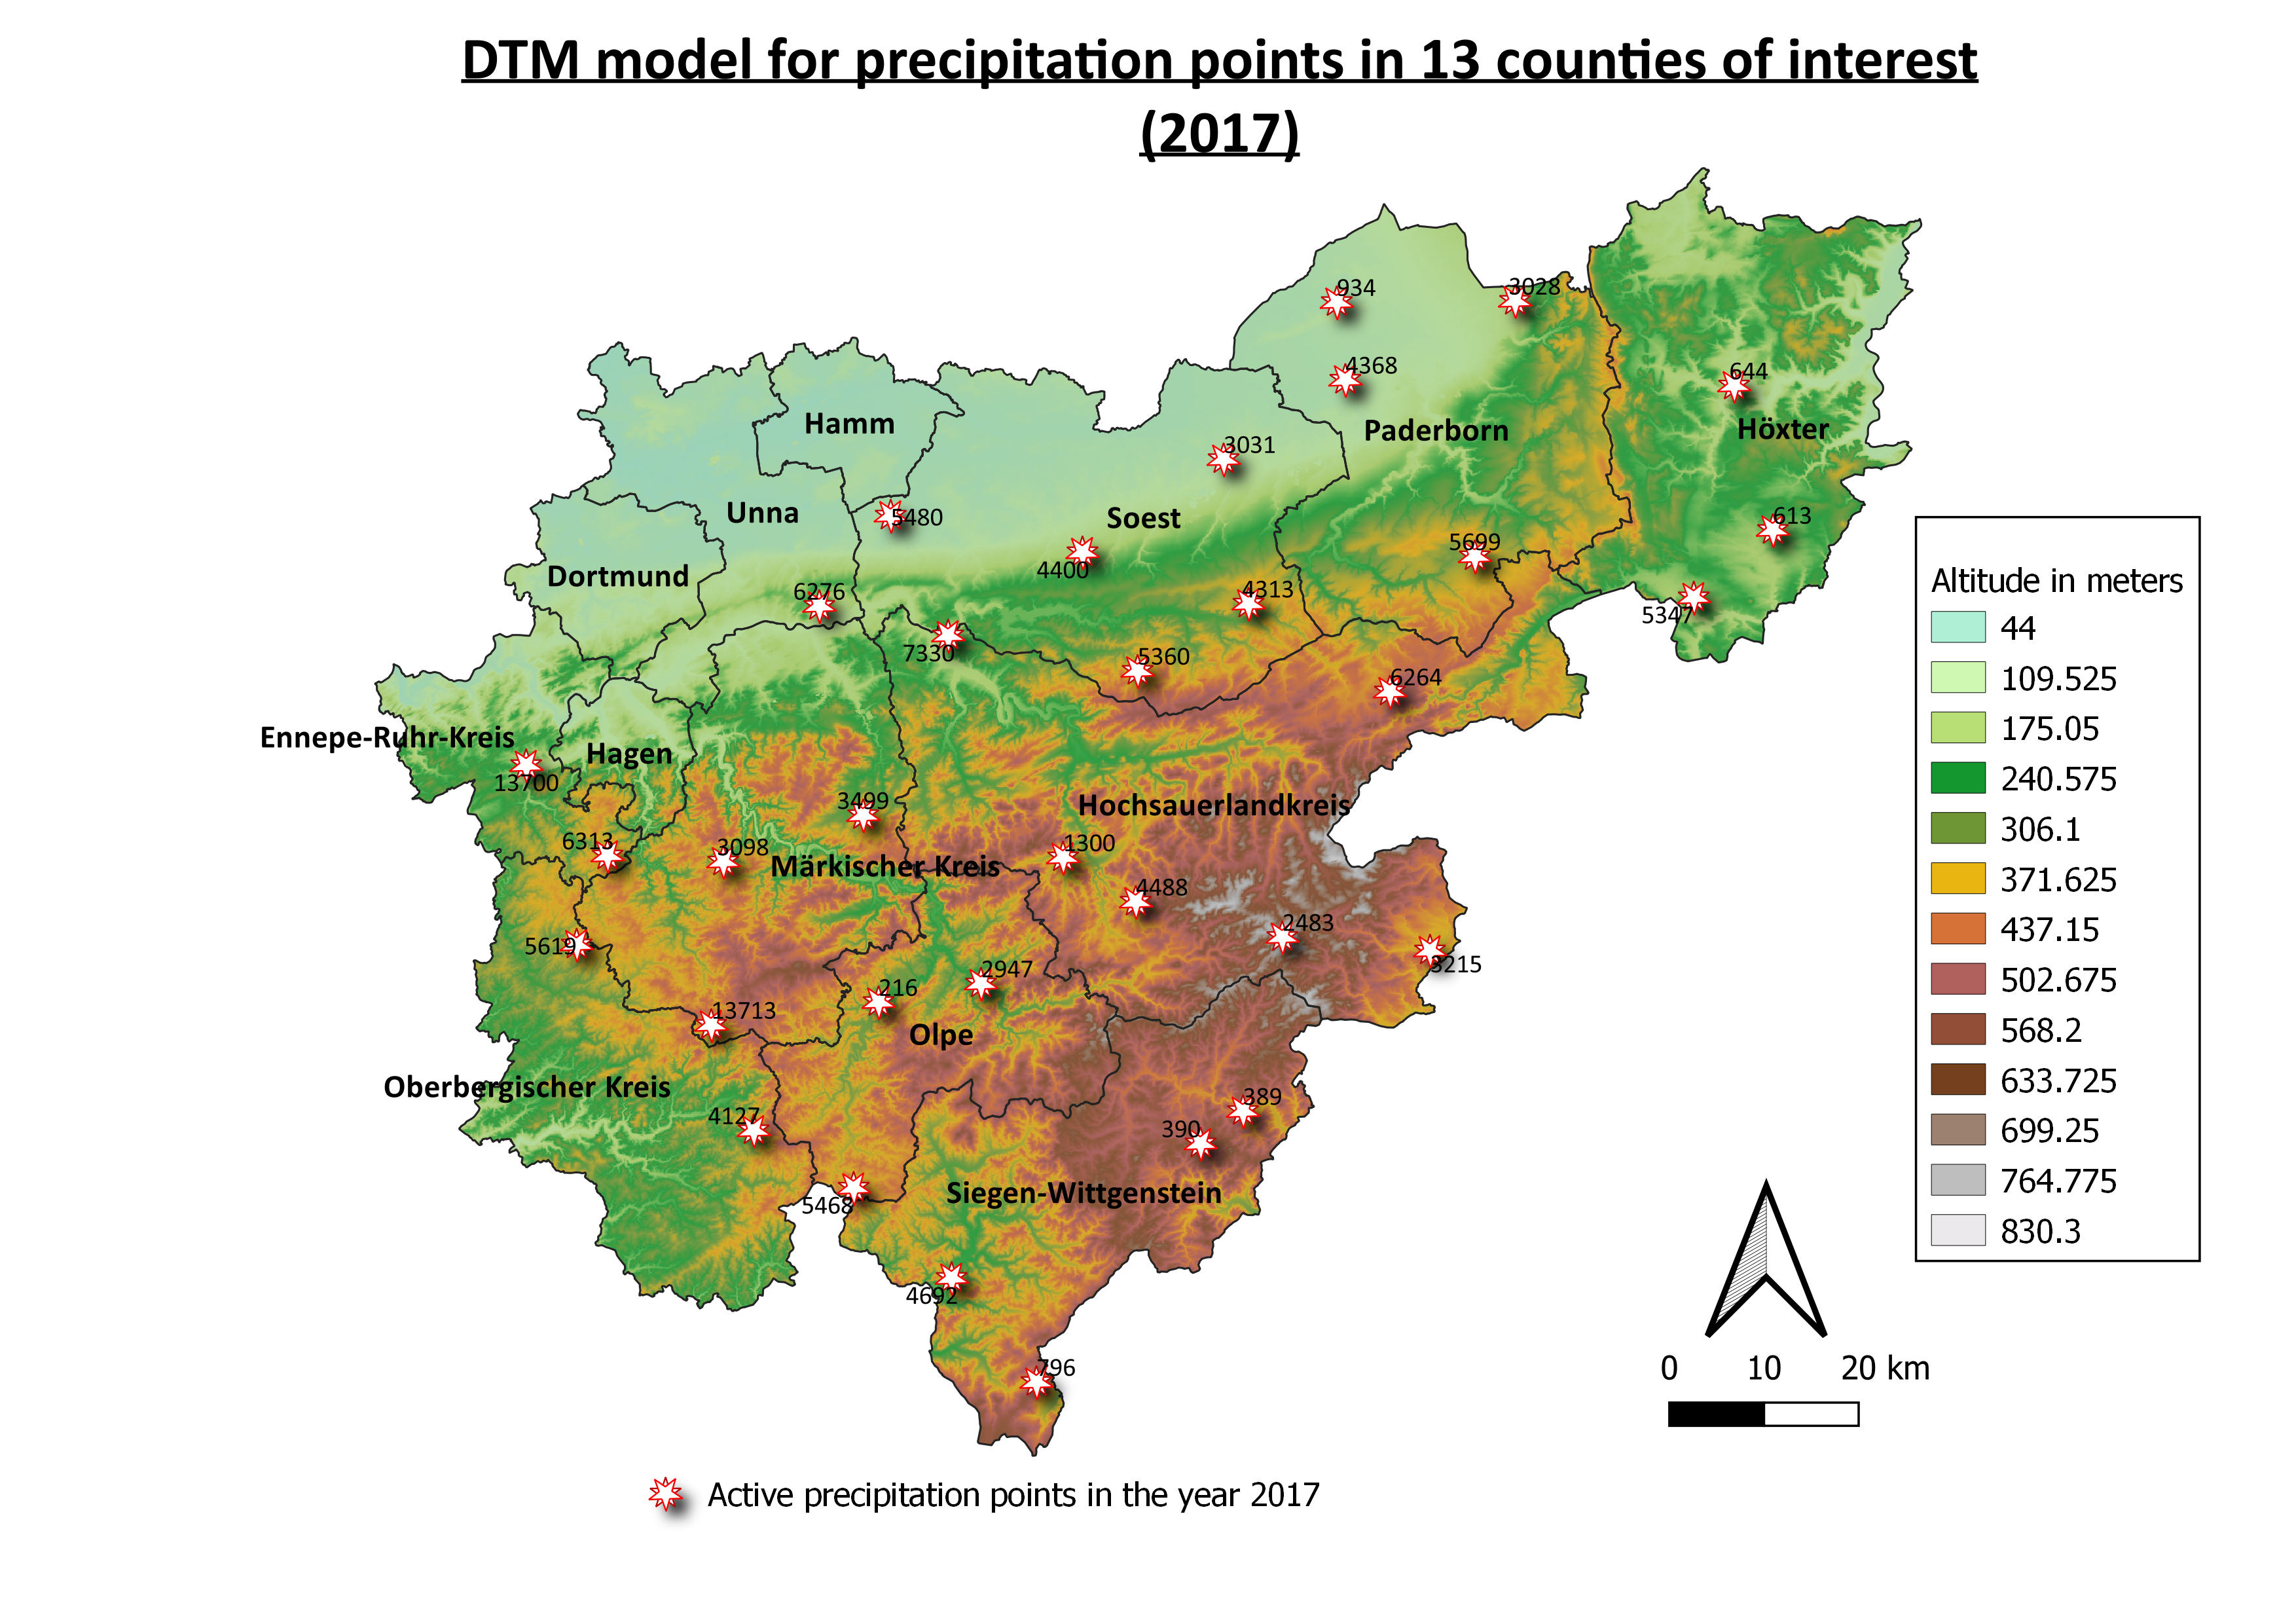 DTM model for precipitation points in 13 counties of interest
(2017)
934
3028
644
4368
Hamm
Paderborn
Höxter
3031
Unna
5480
Soest
613
Dortmund
4400
5699
6276
4313
5347
7330
5360
6264
Ennepe-Ruhr-Kreis
Hagen
13700
3499
Hochsauerlandkreis
6313
3098
1300
Märkischer Kreis
4488
2483
5619
3215
216
2947
13713
Olpe
Oberbergischer Kreis
4127
389
390
5468
Siegen-Wittgenstein
4692
796
Altitude in meters
44
109.525
175.05
240.575
306.1
371.625
437.15
502.675
568.2
633.725
699.25
764.775
830.3
0 10 20 km
Active precipitation points in the year 2017